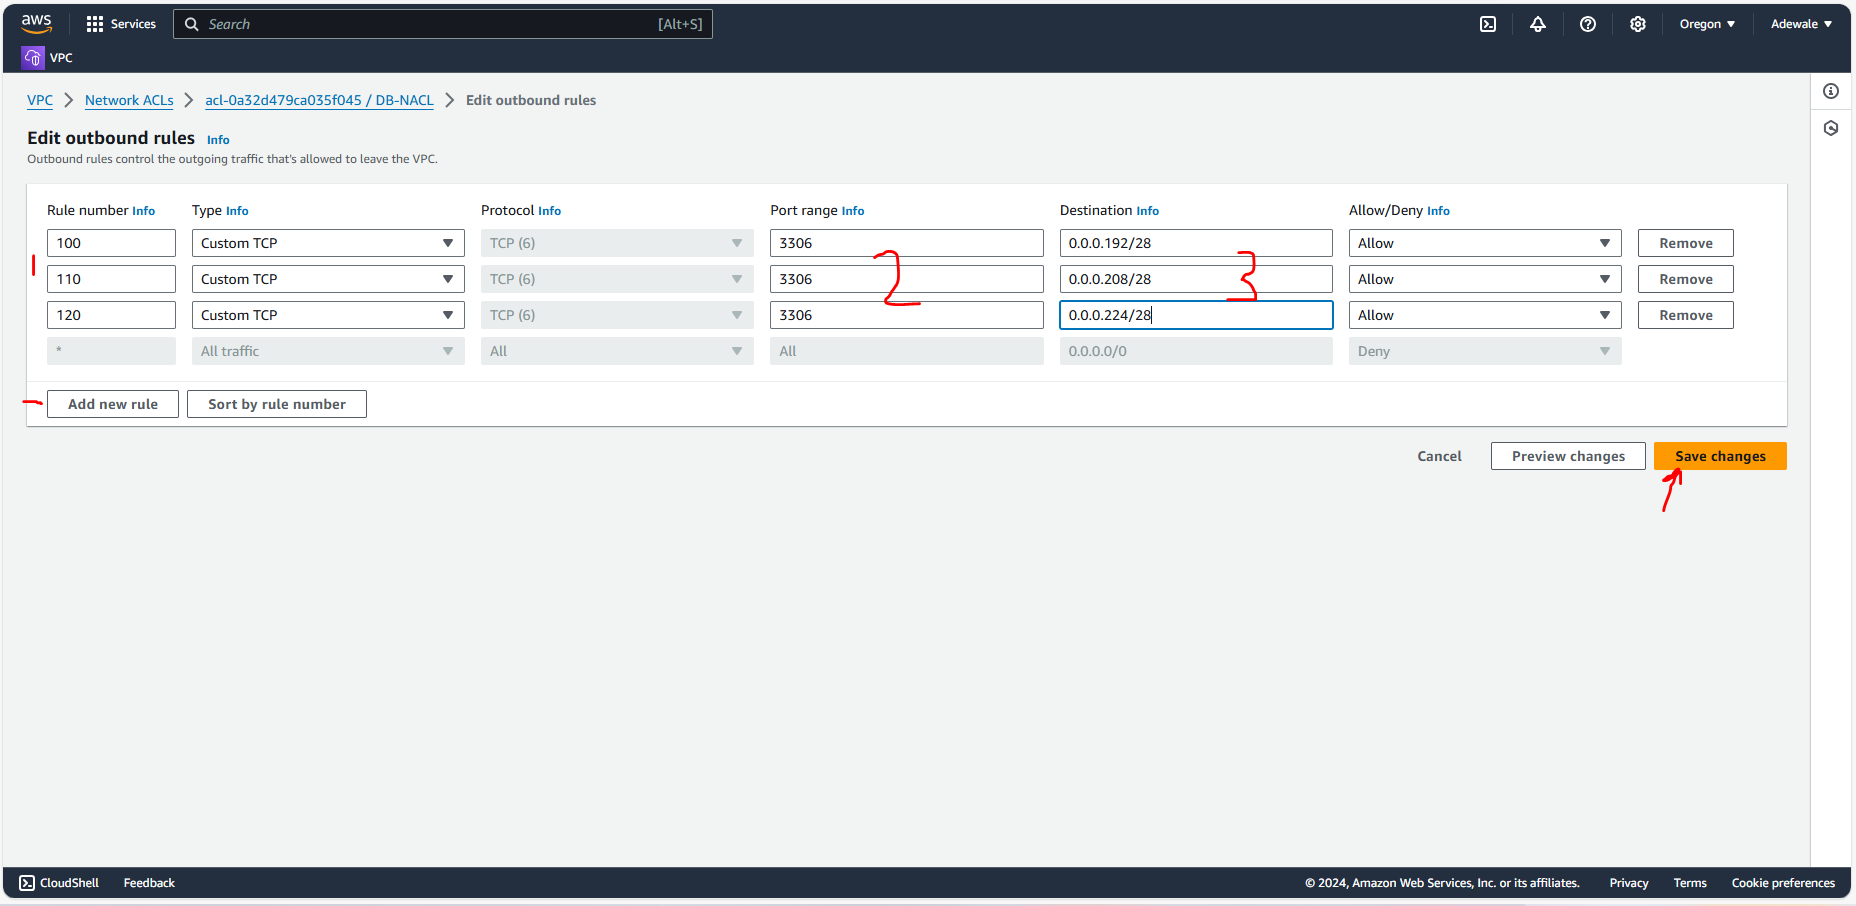 aws Services Search [Alt+S] Oregon Adewale
VPC
VPC > Network ACLs > acl-0a32d479ca035f045 / DB-NACL > Edit outbound rules
Edit outbound rules Info
Outbound rules control the outgoing traffic that's allowed to leave the VPC.
Rule number Info Type Info Protocol Info Port range Info Destination Info Allow/Deny Info
100 Custom TCP TCP (6) 3306 0.0.0.192/28 Allow Remove
1 2 3
110 Custom TCP TCP (6) 3306 0.0.0.208/28 Allow Remove
120 Custom TCP TCP (6) 3306 0.0.0.224/28 Allow Remove
* All traffic All All 0.0.0.0/0 Deny
Add new rule Sort by rule number
Cancel Preview changes Save changes
CloudShell Feedback © 2024, Amazon Web Services, Inc. or its affiliates. Privacy Terms Cookie preferences